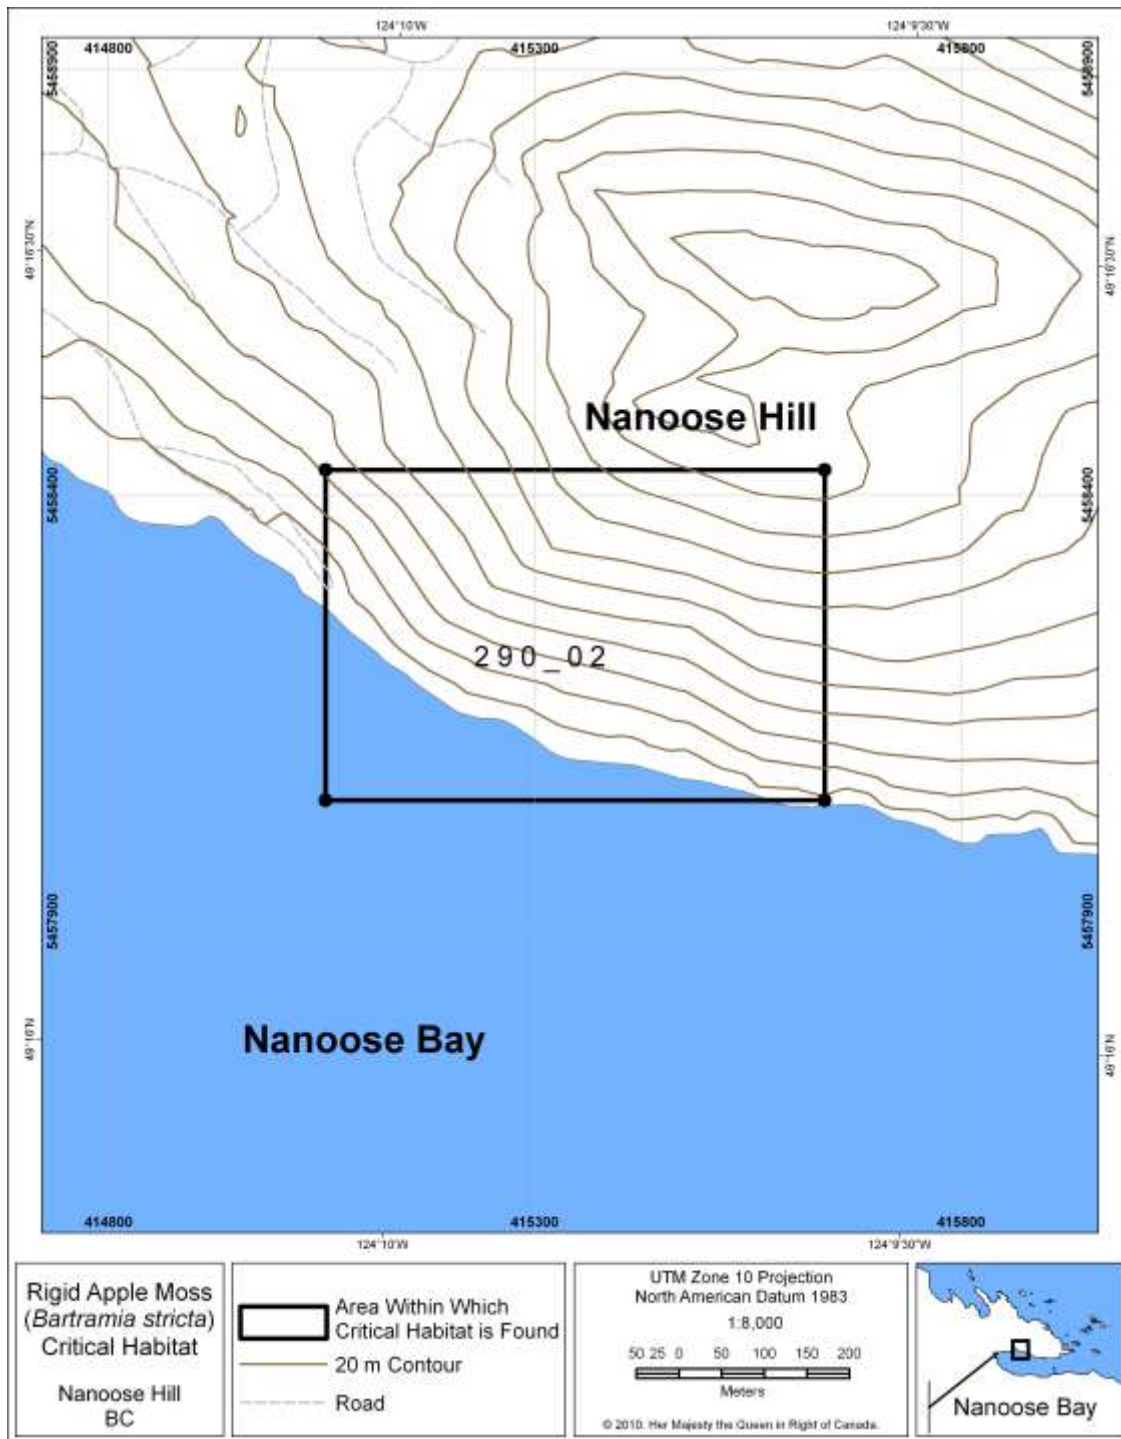 124°10'W 124°9'30"W
414800 415300 415800
5458900 5458900
49°16'30"N 49°16'30"N
Nanoose Hill
5458400 5458400
290_02
5457900 5457900
Nanoose Bay
49°16'N 49°16'N
414800 415300 415800
124°10'W 124°9'30"W
Rigid Apple Moss
(Bartramia stricta)
Critical Habitat
Nanoose Hill
BC
Area Within Which
Critical Habitat is Found
20 m Contour
Road
UTM Zone 10 Projection
North American Datum 1983
1:8,000
50 25 0 50 100 150 200
Meters
© 2010. Her Majesty the Queen in Right of Canada.
Nanoose Bay